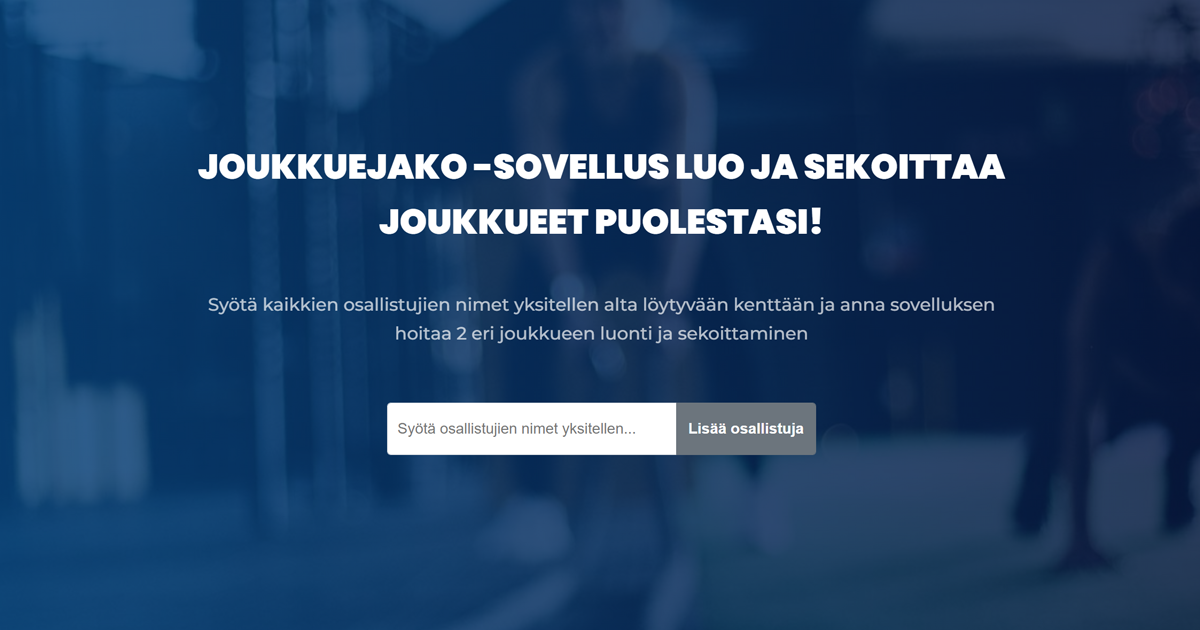 JOUKKUEJAKO -SOVELLUS LUO JA SEKOITTAA
JOUKKUEET PUOLESTASI!
Syötä kaikkien osallistujien nimet yksitellen alta löytyvään kenttään ja anna sovelluksen
hoitaa 2 eri joukkueen luonti ja sekoittaminen
Syötä osallistujien nimet yksitellen... Lisää osallistuja